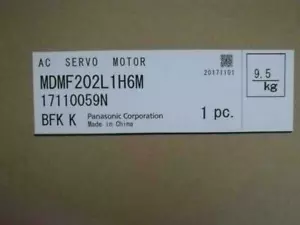 AC SERVO MOTOR
MDMF202L1H6M
17110059N
BFK K Panasonic Corporation
Made in China
20171101
1 pc.
9.5
kg